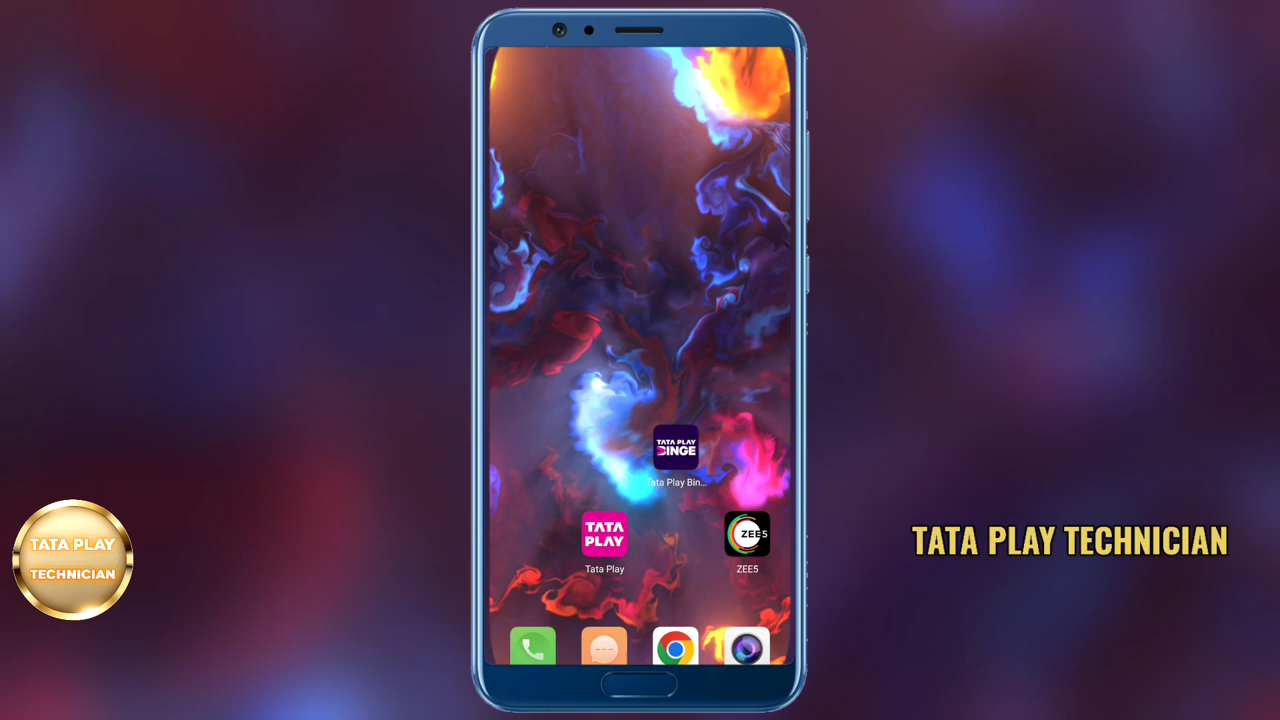 TATA PLAY
BINGE
Tata Play Bin...
TATA
PLAY
Tata Play
ZEE5
ZEE5
TATA PLAY
TECHNICIAN
TATA PLAY TECHNICIAN